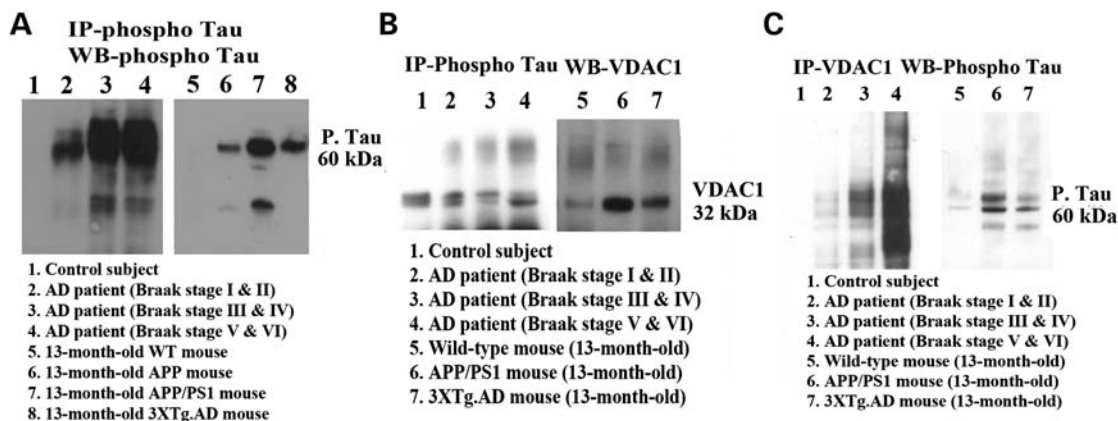 A
IP-phospho Tau
WB-phospho Tau
1 2 3 4 5 6 7 8
P. Tau
60 kDa
1. Control subject
2. AD patient (Braak stage I & II)
3. AD patient (Braak stage III & IV)
4. AD patient (Braak stage V & VI)
5. 13-month-old WT mouse
6. 13-month-old APP mouse
7. 13-month-old APP/PS1 mouse
8. 13-month-old 3XTg.AD mouse
B
IP-Phospho Tau WB-VDAC1
1 2 3 4 5 6 7
VDAC1
32 kDa
1. Control subject
2. AD patient (Braak stage I & II)
3. AD patient (Braak stage III & IV)
4. AD patient (Braak stage V & VI)
5. Wild-type mouse (13-month-old)
6. APP/PS1 mouse (13-month-old)
7. 3XTg.AD mouse (13-month-old)
C
IP-VDAC1 WB-Phospho Tau
1 2 3 4 5 6 7
P. Tau
60 kDa
1. Control subject
2. AD patient (Braak stage I & II)
3. AD patient (Braak stage III & IV)
4. AD patient (Braak stage V & VI)
5. Wild-type mouse (13-month-old)
6. APP/PS1 mouse (13-month-old)
7. 3XTg.AD mouse (13-month-old)